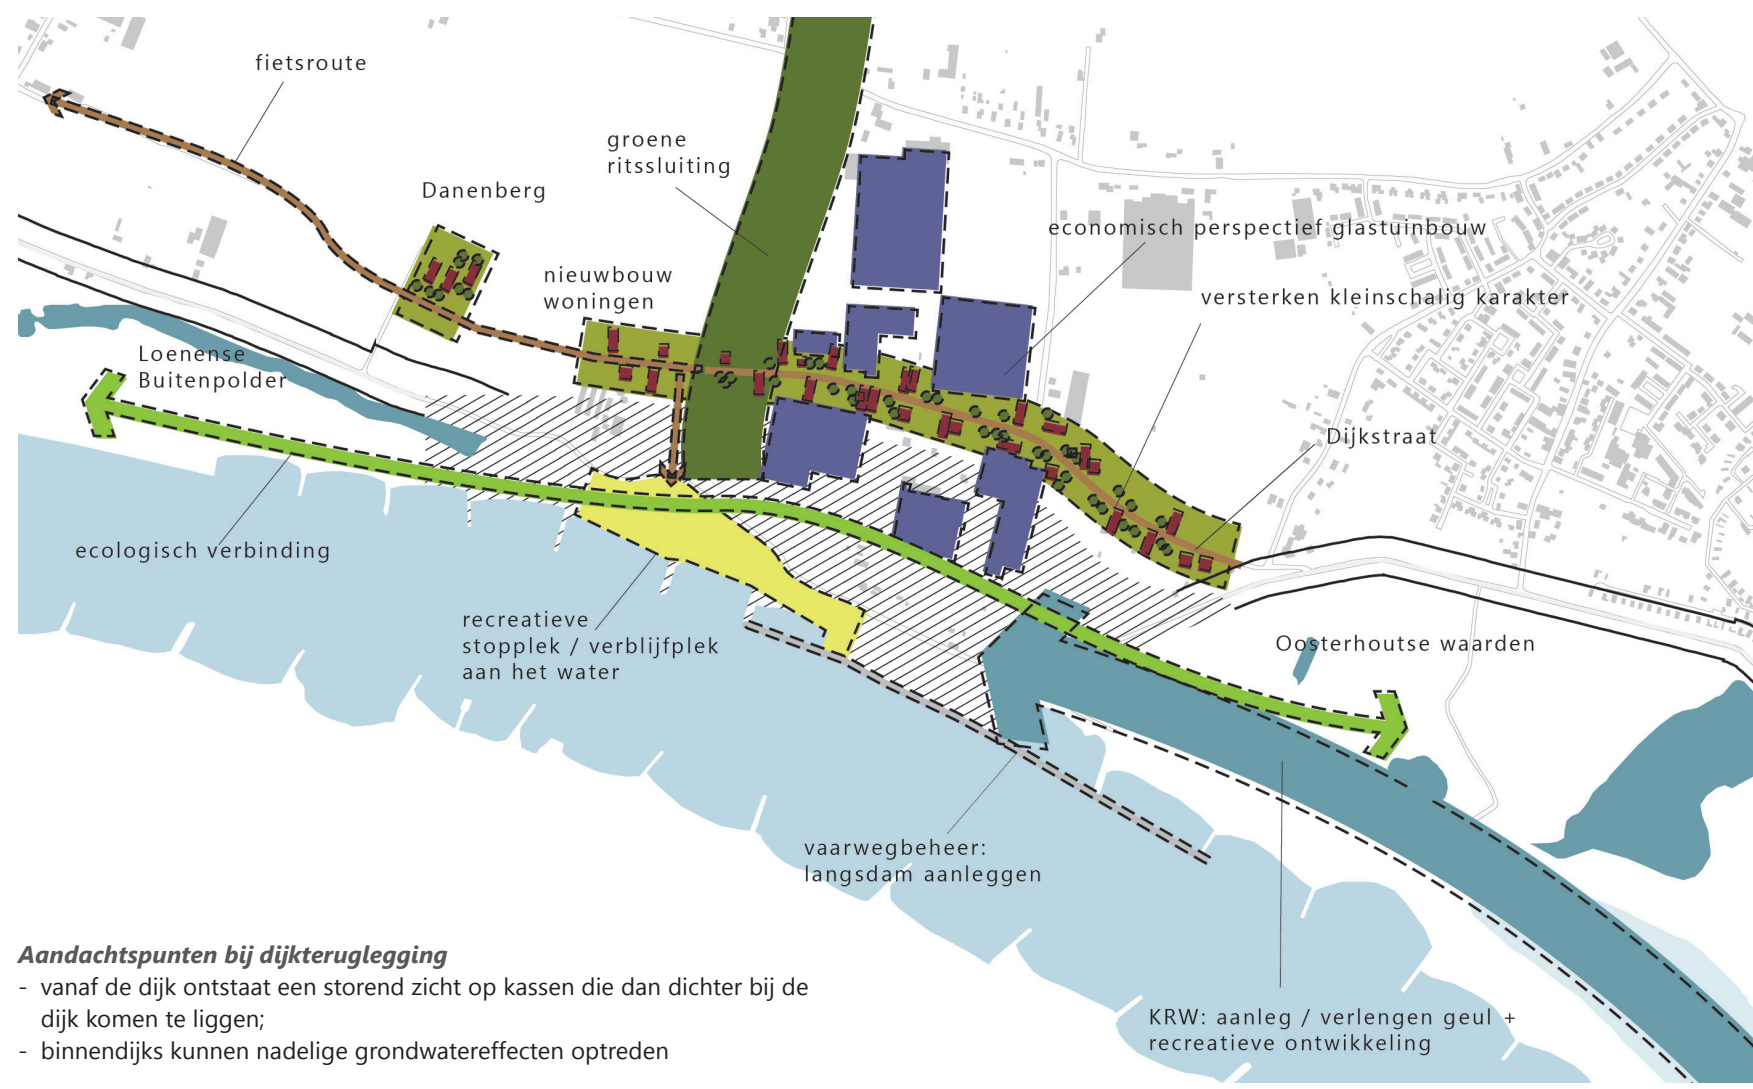 fietsroute
groene
ritssluiting
Danenberg
economisch perspectief glastuinbouw
nieuwbouw
woningen
versterken kleinschalig karakter
Loenense
Buitenpolder
Dijkstraat
ecologisch verbinding
recreatieve
stopplek / verblijfplek
aan het water
Oosterhoutse waarden
vaarwegbeheer:
langsdam aanleggen
KRW: aanleg / verlengen geul +
recreatieve ontwikkeling
Aandachtspunten bij dijkteruglegging
- vanaf de dijk ontstaat een storend zicht op kassen die dan dichter bij de
dijk komen te liggen;
- binnendijks kunnen nadelige grondwatereffecten optreden